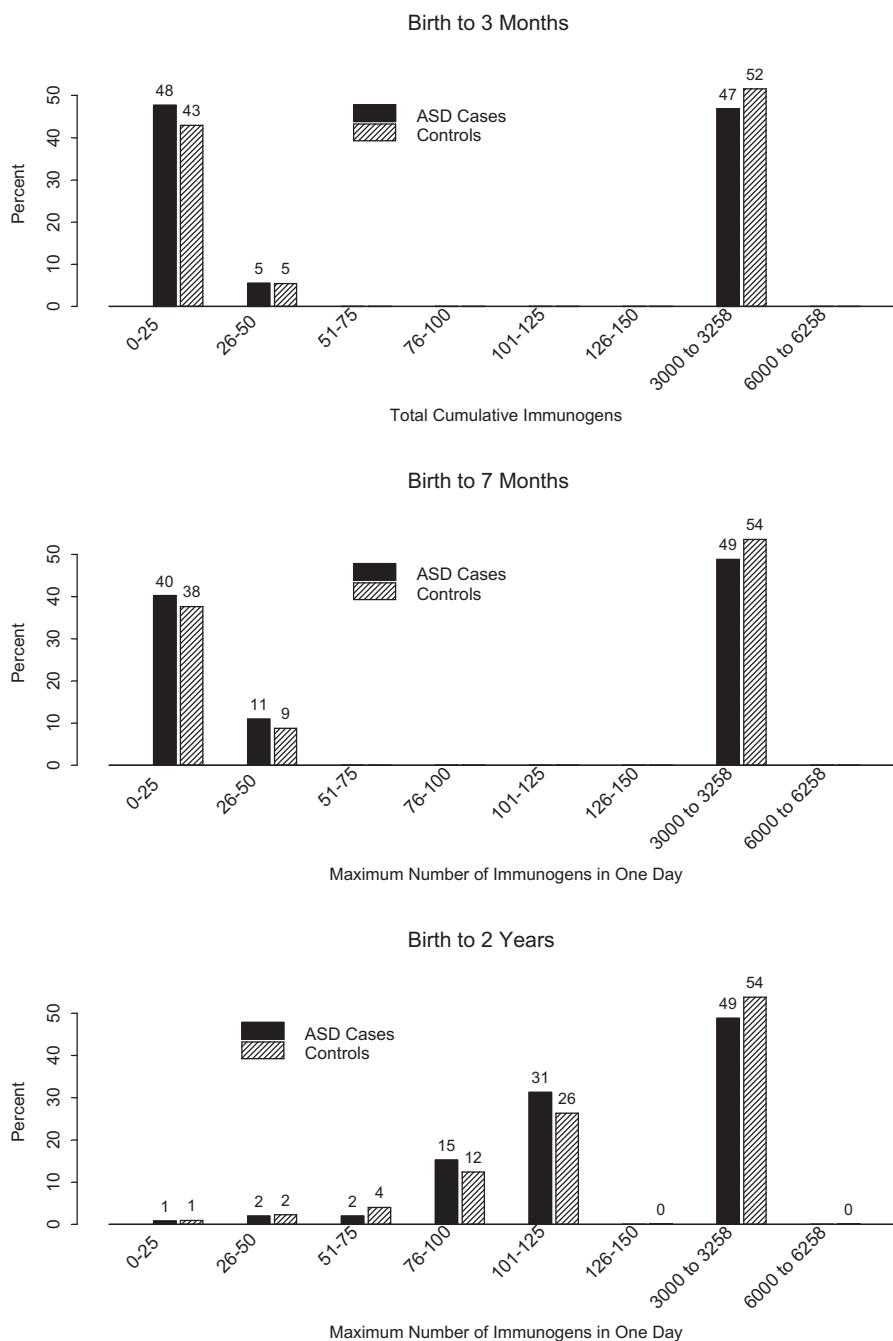 Birth to 3 Months
48
43
5
5
47
52
ASD Cases
Controls
Percent
0
10
20
30
40
50
0-25
26-50
51-75
76-100
101-125
126-150
3000 to 3258
6000 to 6258
Total Cumulative Immunogens
Birth to 7 Months
40
38
11
9
49
54
ASD Cases
Controls
Percent
0
10
20
30
40
50
0-25
26-50
51-75
76-100
101-125
126-150
3000 to 3258
6000 to 6258
Maximum Number of Immunogens in One Day
Birth to 2 Years
1
1
2
2
2
4
15
12
31
26
0
49
54
0
ASD Cases
Controls
Percent
0
10
20
30
40
50
0-25
26-50
51-75
76-100
101-125
126-150
3000 to 3258
6000 to 6258
Maximum Number of Immunogens in One Day